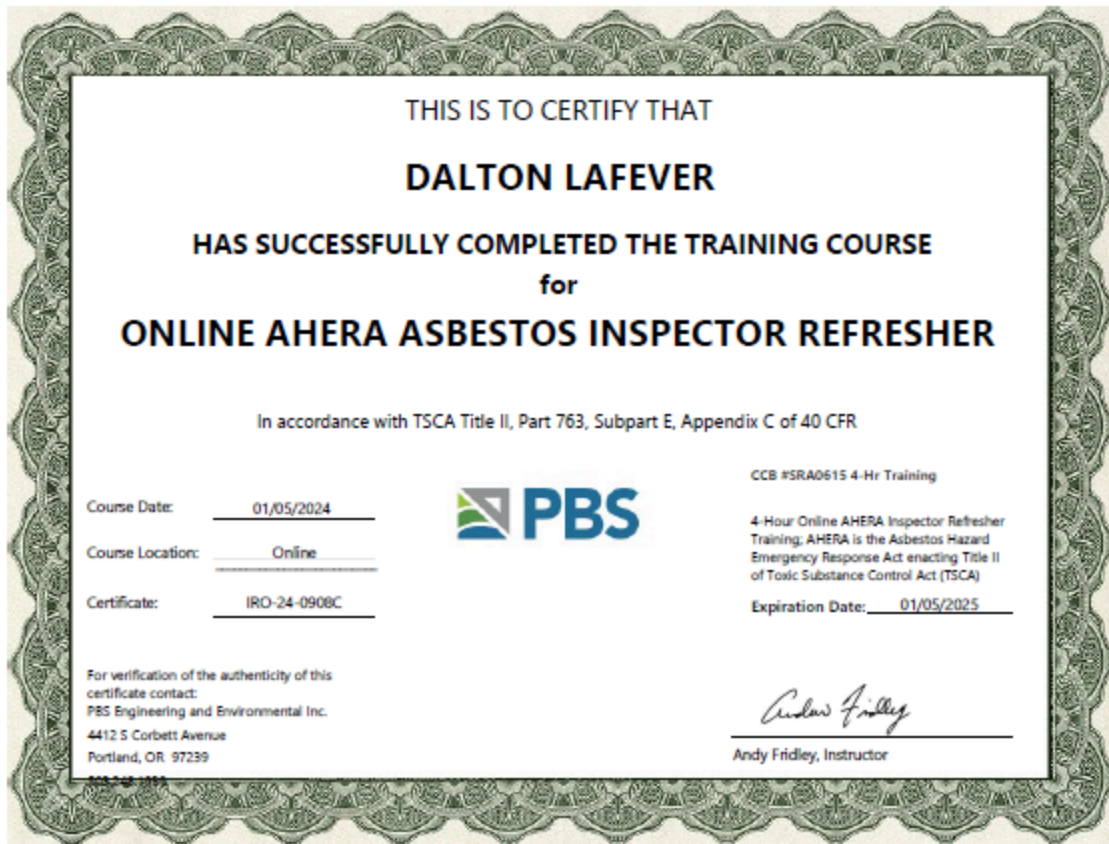 THIS IS TO CERTIFY THAT
DALTON LAFEVER
HAS SUCCESSFULLY COMPLETED THE TRAINING COURSE
for
ONLINE AHERA ASBESTOS INSPECTOR REFRESHER
In accordance with TSCA Title II, Part 763, Subpart E, Appendix C of 40 CFR
Course Date: 01/05/2024
Course Location: Online
Certificate: IRO-24-0908C
PBS
CCB #SRA0615 4-Hr Training
4-Hour Online AHERA Inspector Refresher
Training; AHERA is the Asbestos Hazard
Emergency Response Act enacting Title II
of Toxic Substance Control Act (TSCA)
Expiration Date: 01/05/2025
For verification of the authenticity of this
certificate contact:
PBS Engineering and Environmental Inc.
4412 S Corbett Avenue
Portland, OR 97239
Andy Fridley, Instructor